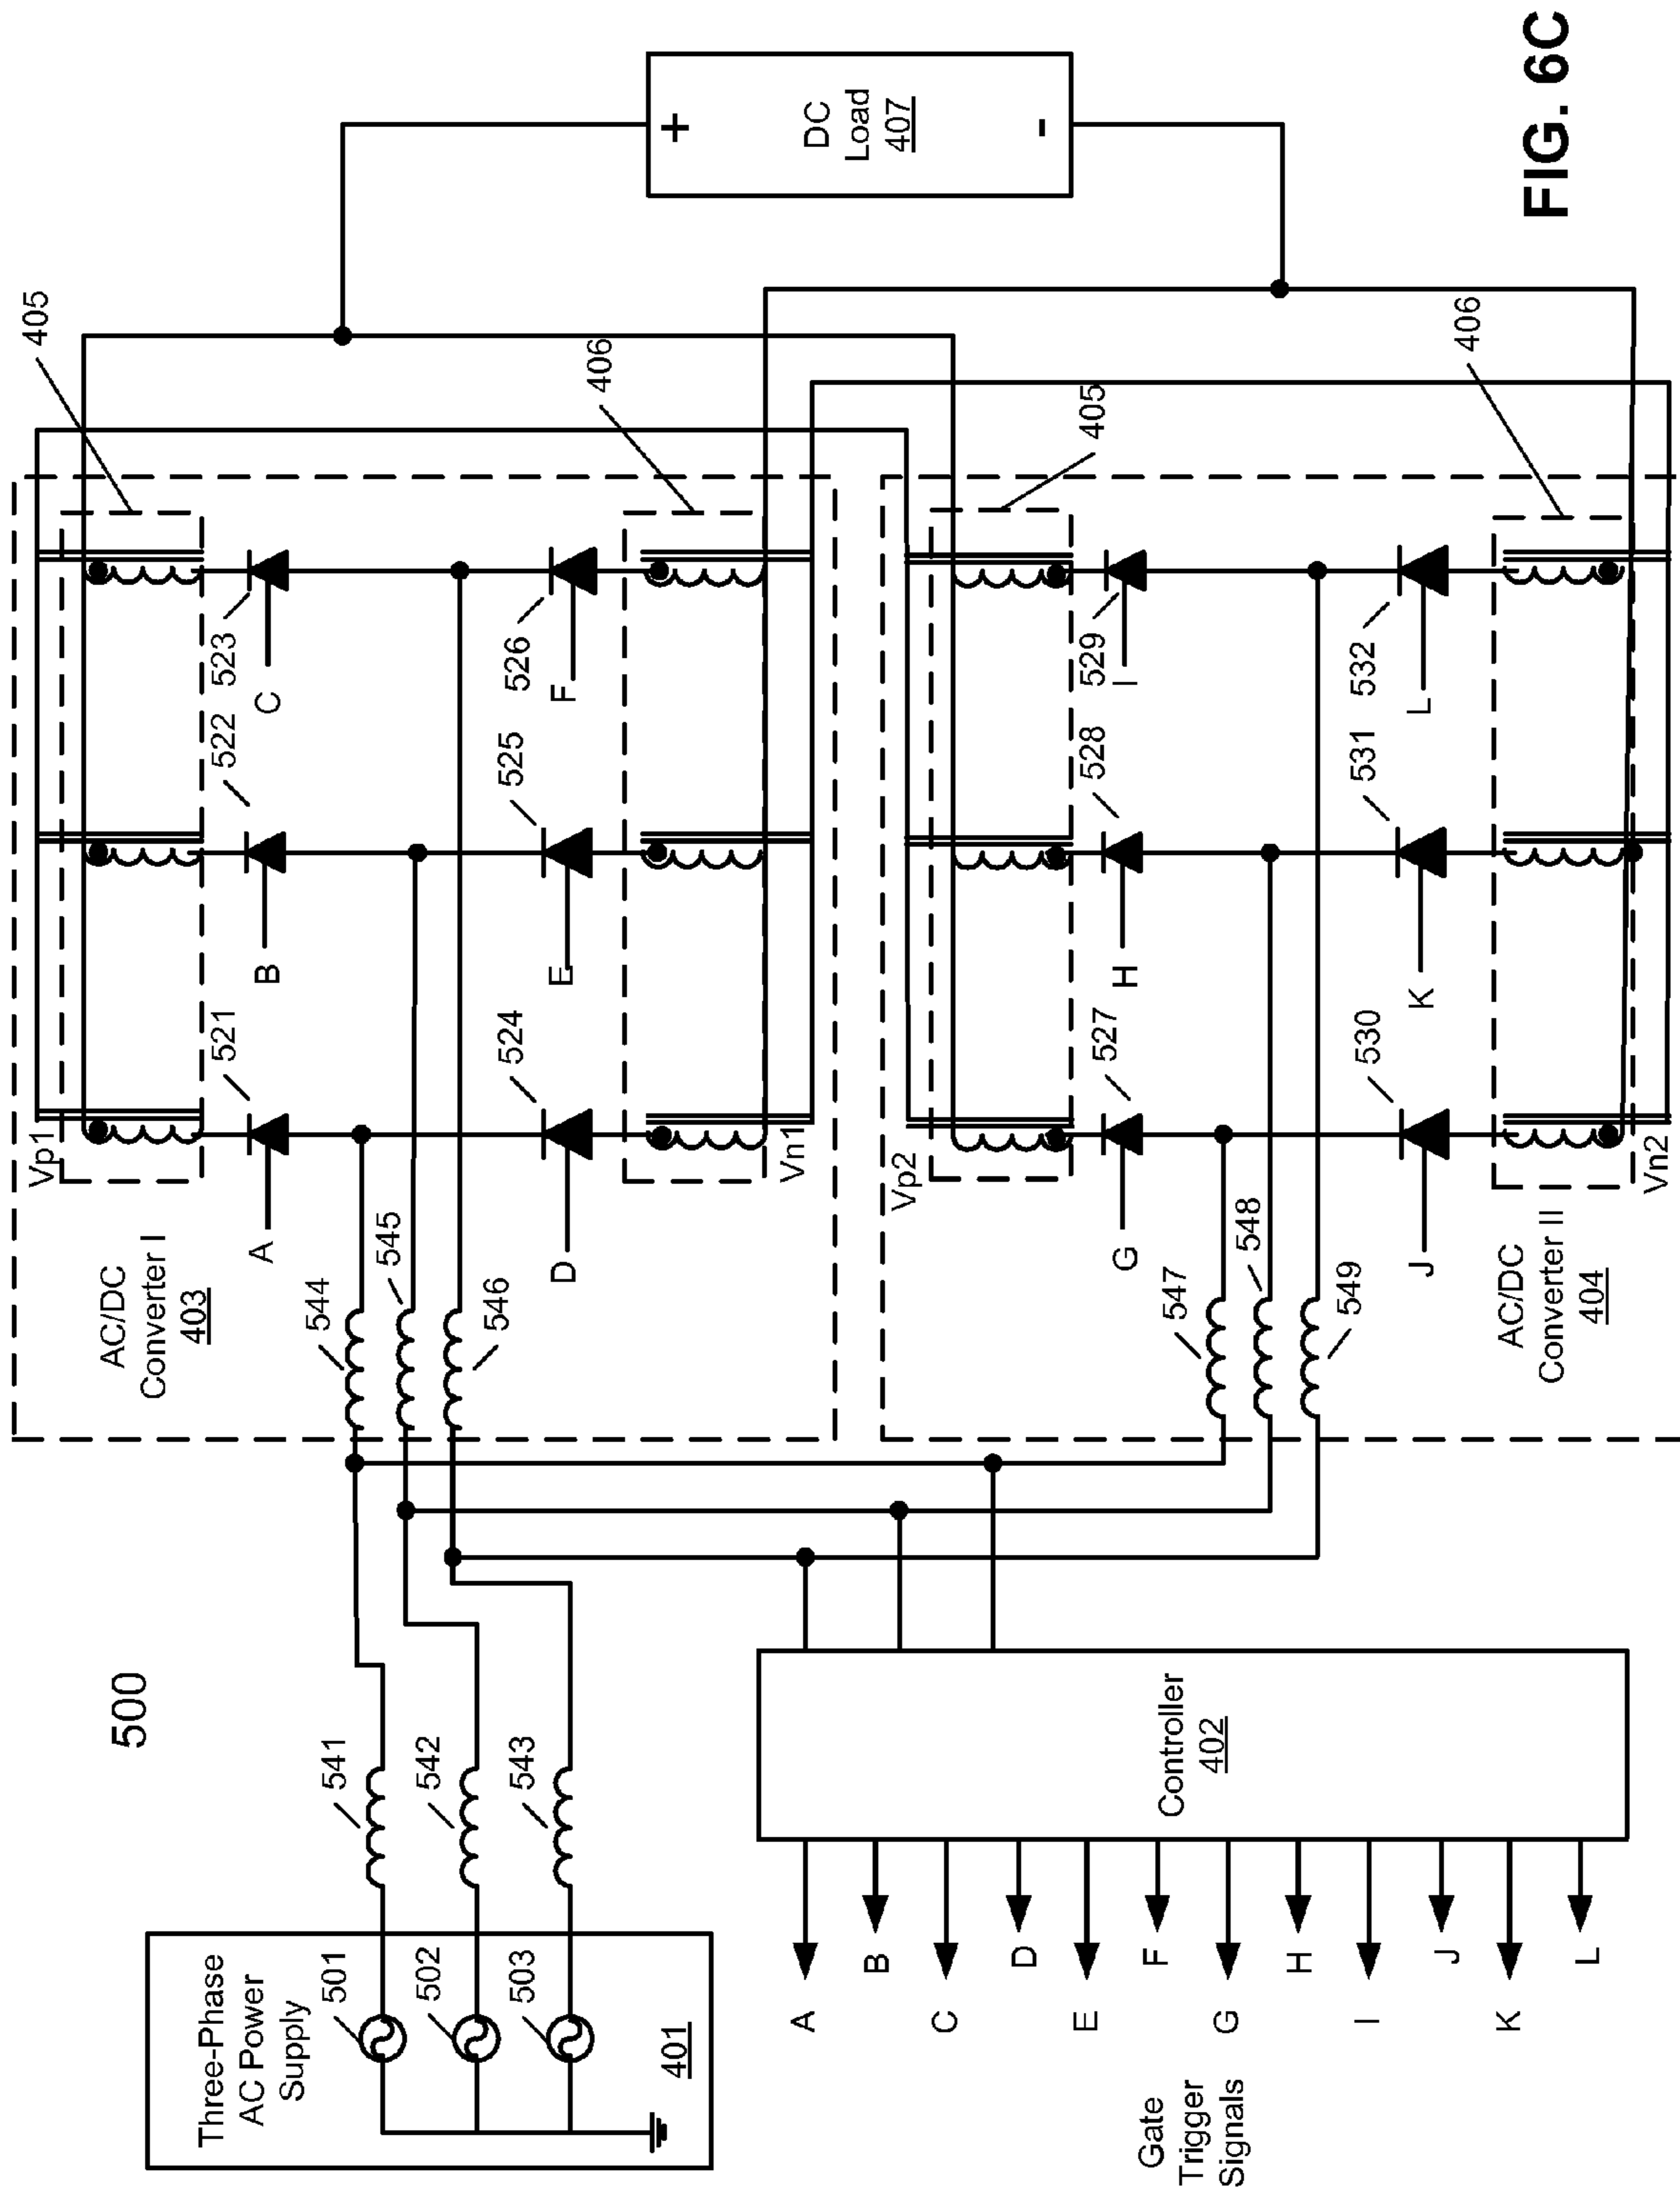 500
Three-Phase
AC Power
Supply
501
502
503
401
541
542
543
AC/DC
Converter I
403
544
545
546
Vp1
Vn1
405
406
521
522
523
A
B
C
524
525
526
D
E
F
AC/DC
Converter II
404
547
548
549
Vp2
Vn2
405
406
527
528
529
G
H
I
530
531
532
J
K
L
Controller
402
Gate
Trigger
Signals
A
B
C
D
E
F
G
H
I
J
K
L
+
DC
Load
407
-
FIG. 6C